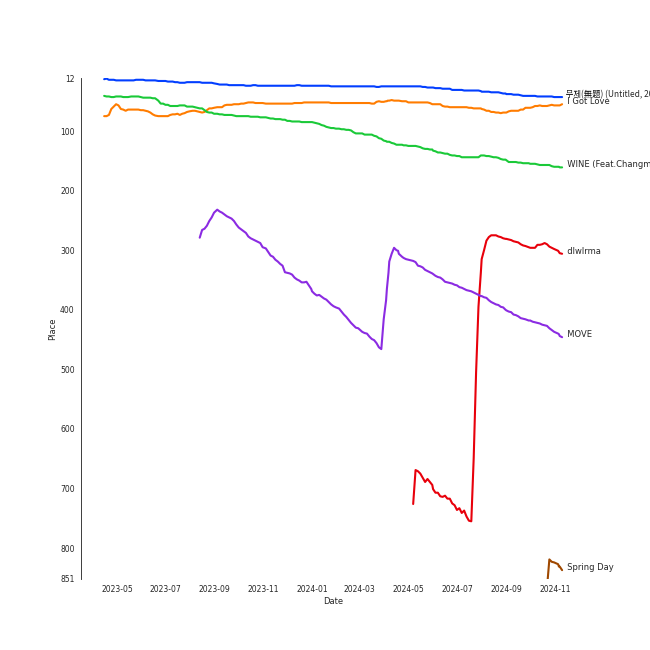 12
100
200
300
400
500
600
700
800
851
Place
무제(無題) (Untitled, 20
I Got Love
WINE (Feat.Changm
dlwlrma
MOVE
Spring Day
2023-05
2023-07
2023-09
2023-11
2024-01
2024-03
2024-05
2024-07
2024-09
2024-11
Date